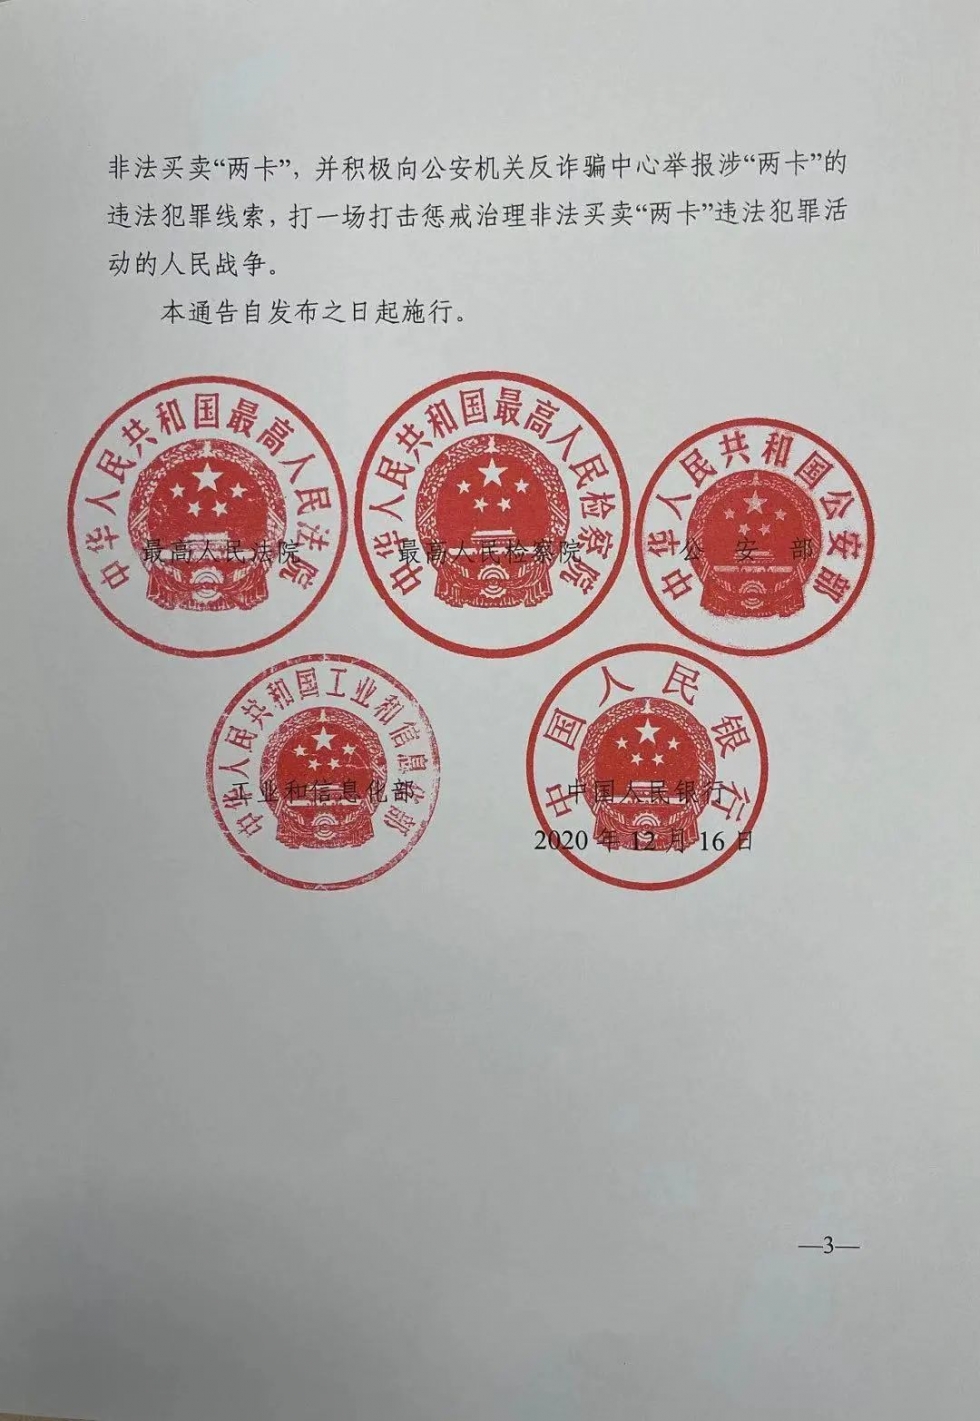 非法买卖“两卡”，并积极向公安机关反诈骗中心举报涉“两卡”的
违法犯罪线索，打一场打击惩戒治理非法买卖“两卡”违法犯罪活
动的人民战争。
本通告自发布之日起施行。
中华人民共和国最高人民法院
中华人民共和国最高人民检察院
中华人民共和国公安部
最高人民法院 最高人民检察院 公安部
中华人民共和国工业和信息化部
中国人民银行
工业和信息化部 中国人民银行
2020年12月16日
—3—